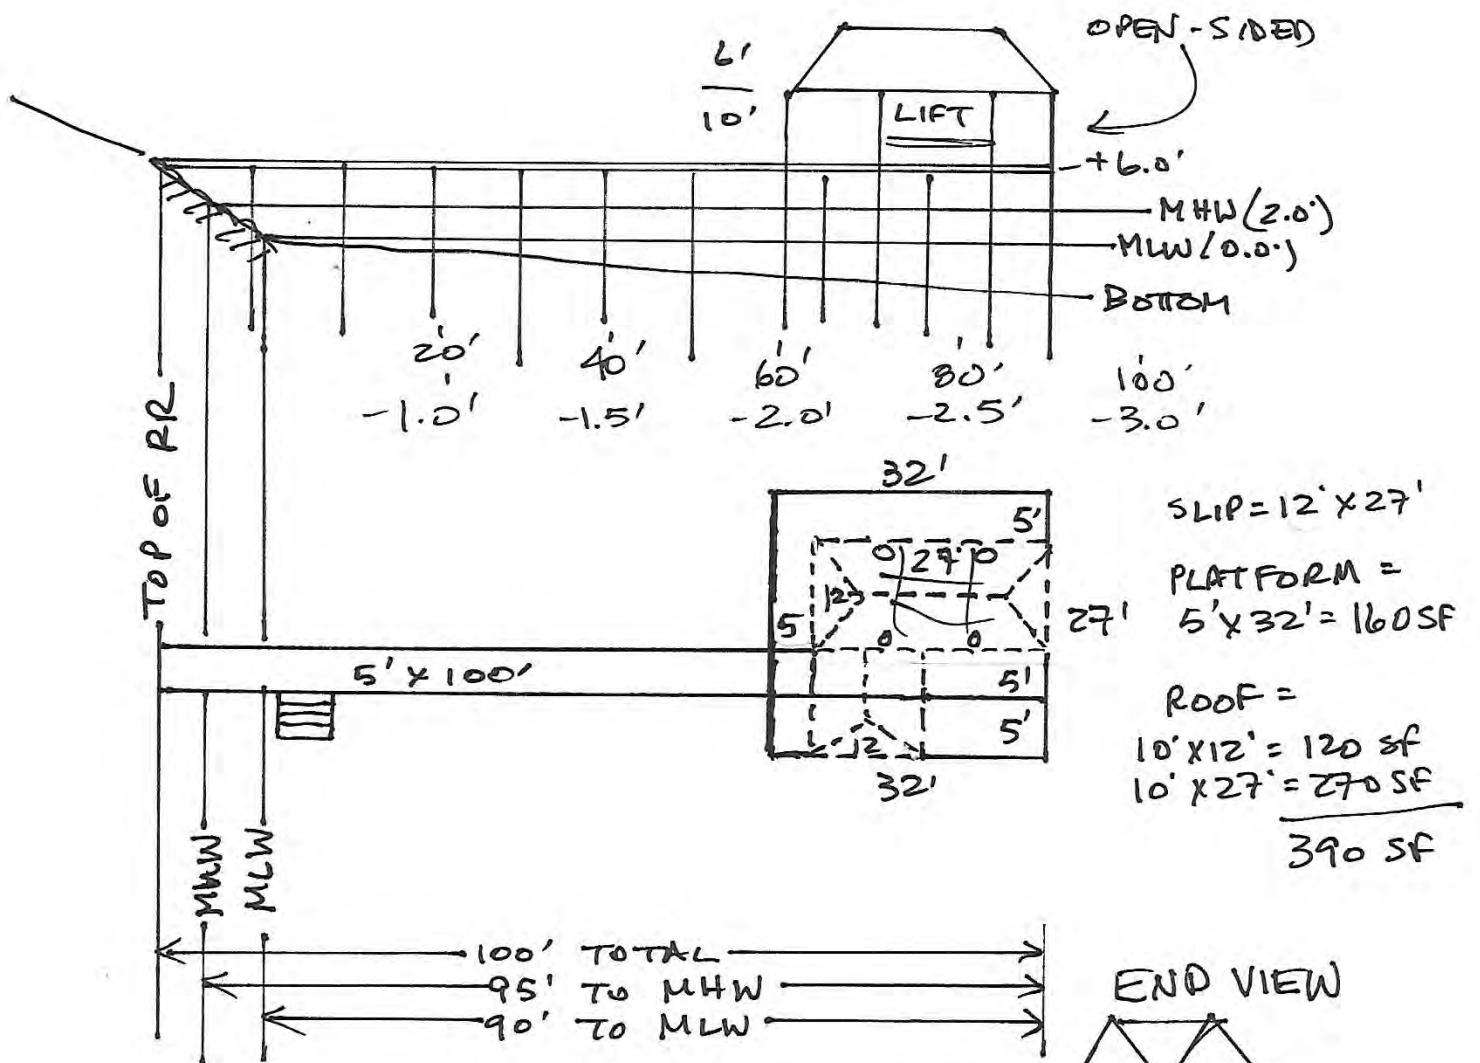 OPEN-SIDED
6'
10'
LIFT
+6.0'
MHW (2.0')
MLW (0.0')
BOTTOM
20' 40' 60' 80' 100'
-1.0' -1.5' -2.0' -2.5' -3.0'
TOP OF RR
32'
5'
27'
12
5
27'
5' X 100'
5'
5'
12
32'
SLIP = 12' X 27'
PLATFORM =
5' X 32' = 160 SF
ROOF =
10' X 12' = 120 SF
10' X 27' = 270 SF
390 SF
MHW
MLW
100' TOTAL
95' TO MHW
90' TO MLW
END VIEW